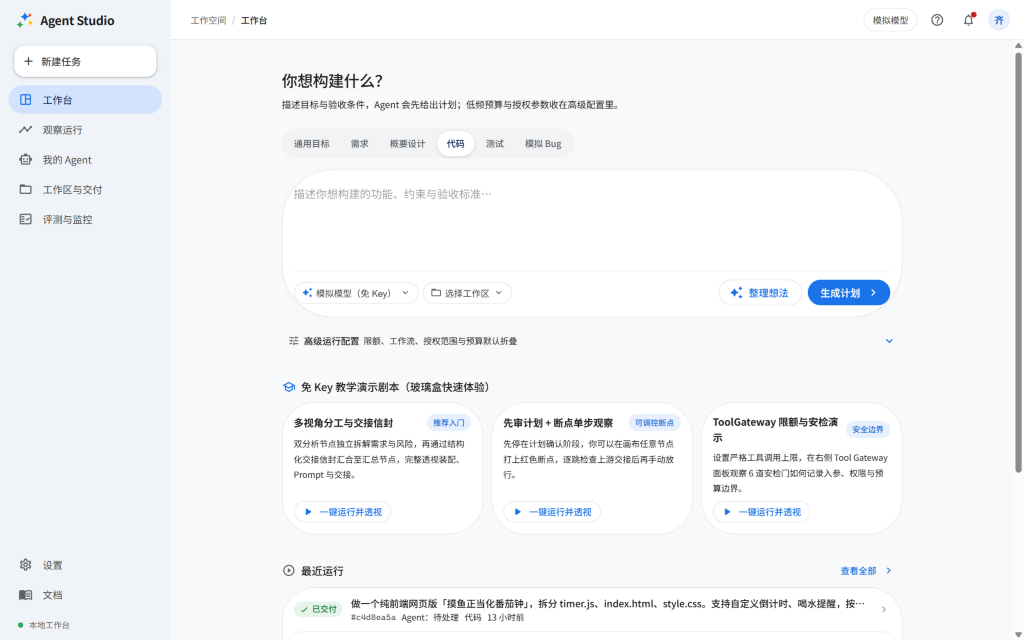 Agent Studio
工作空间 / 工作台
模拟模型
齐
新建任务
工作台
观察运行
我的 Agent
工作区与交付
评测与监控
设置
文档
本地工作台
你想构建什么？
描述目标与验收条件，Agent 会先给出计划；低频预算与授权参数收在高级配置里。
通用目标 需求 概要设计 代码 测试 模拟 Bug
描述你想构建的功能、约束与验收标准…
模拟模型（免 Key） 选择工作区 整理想法 生成计划
高级运行配置 限额、工作流、授权范围与预算默认折叠
免 Key 教学演示剧本（玻璃盒快速体验）
多视角分工与交接信封 推荐入门
双分析节点独立拆解需求与风险，再通过结构
化交接信封汇合至汇总节点，完整透视装配、
Prompt 与交接。
一键运行并透视
先审计划 + 断点单步观察 可调控断点
先停在计划确认阶段，你可以在画布任意节点
打上红色断点，逐跳检查上游交接后再手动放
行。
一键运行并透视
ToolGateway 限额与安检演
示
安全边界
设置严格工具调用上限，在右侧 Tool Gateway
面板观察 6 道安检门如何记录入参、权限与预
算边界。
一键运行并透视
最近运行 查看全部
已交付
做一个纯前端网页版「摸鱼正当化番茄钟」，拆分 timer.js、index.html、style.css。支持自定义倒计时、喝水提醒，按…
#c4d8ea5a Agent：待处理 代码 13 小时前